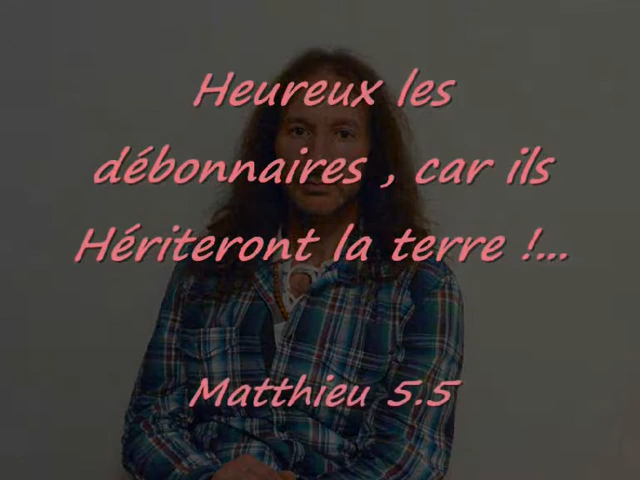 Heureux les
débonnaires , car ils
Hériteront la terre !...
Matthieu 5.5